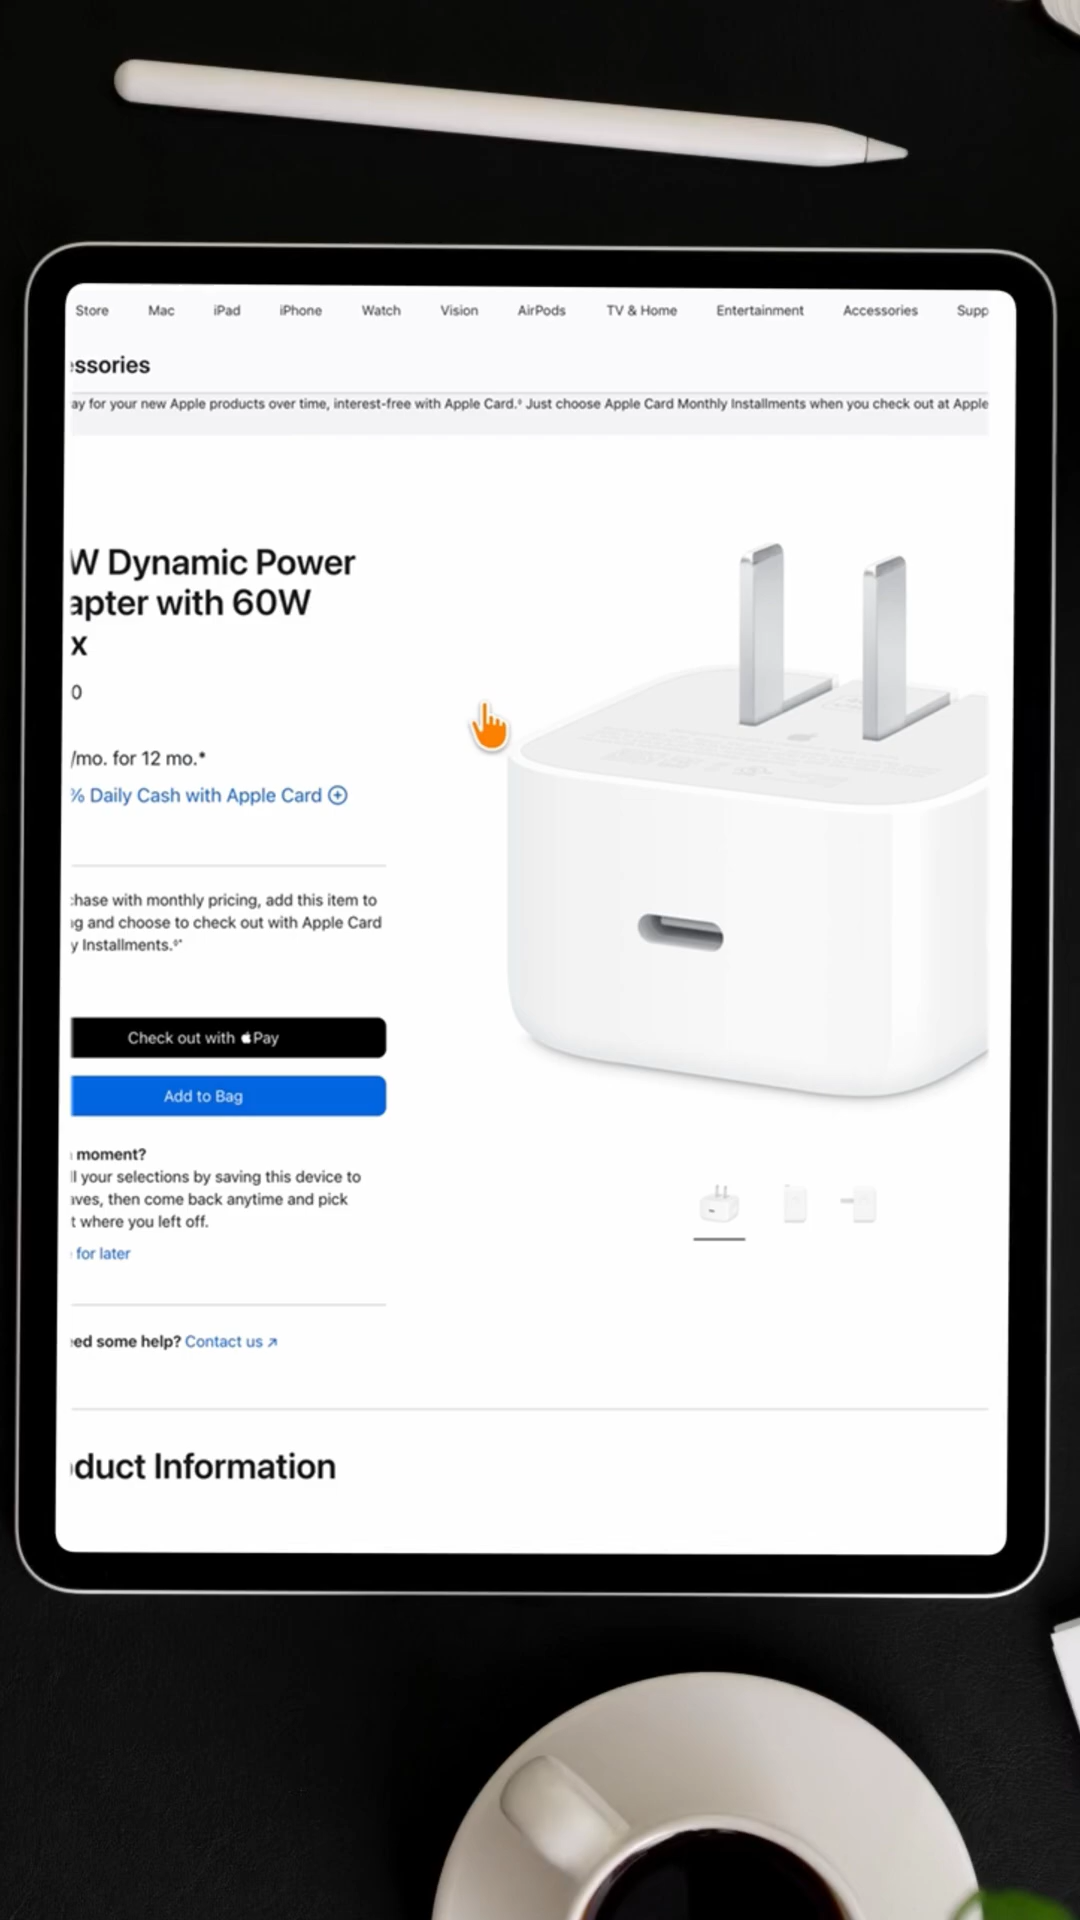 Store Mac iPad iPhone Watch Vision AirPods TV & Home Entertainment Accessories Supp
ssories
ay for your new Apple products over time, interest-free with Apple Card.◊ Just choose Apple Card Monthly Installments when you check out at Apple
W Dynamic Power
apter with 60W
x
0
/mo. for 12 mo.*
% Daily Cash with Apple Card
chase with monthly pricing, add this item to
g and choose to check out with Apple Card
y Installments.◊*
Check out with Pay
Add to Bag
moment?
ll your selections by saving this device to
aves, then come back anytime and pick
t where you left off.
for later
eed some help? Contact us ↗
duct Information